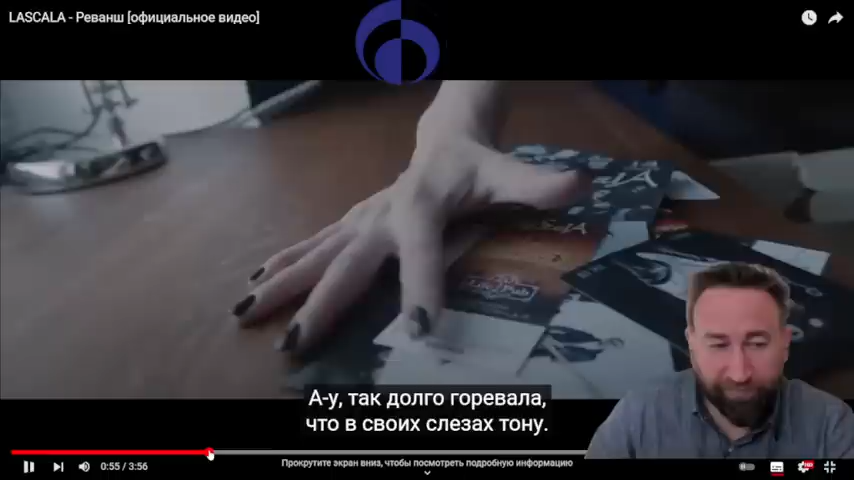 LASCALA - Реванш [официальное видео]
А-у, так долго горевала,
что в своих слезах тону.
0:55 / 3:56
Прокрутите экран вниз, чтобы посмотреть подробную информацию